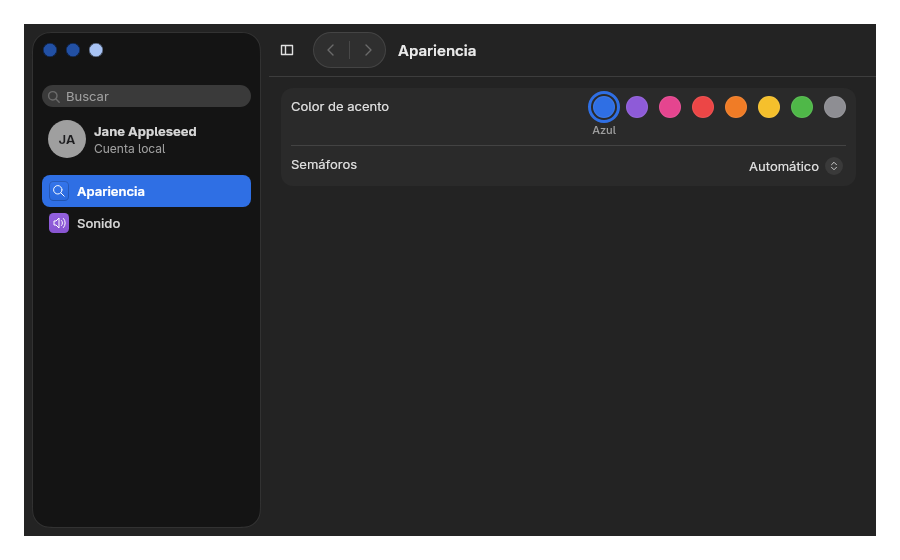 Buscar
JA
Jane Appleseed
Cuenta local
Apariencia
Sonido
Apariencia
Color de acento
Azul
Semáforos
Automático